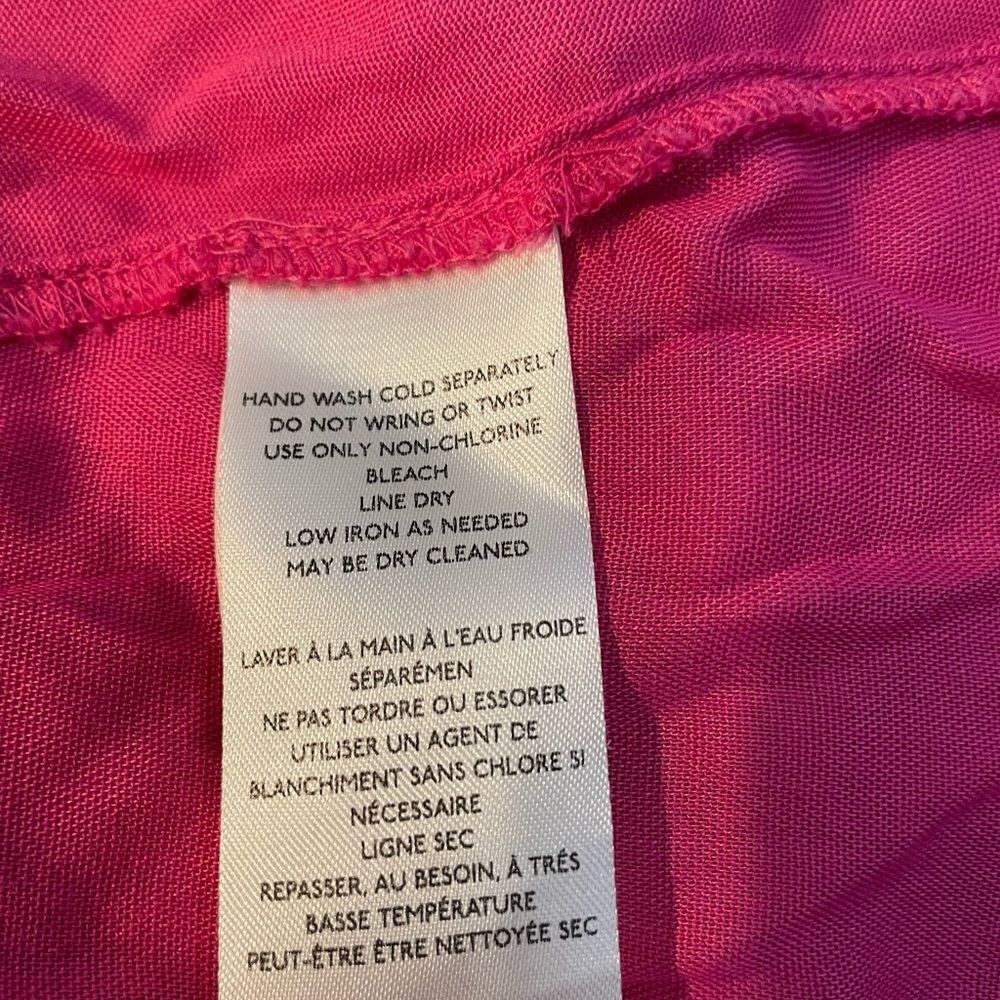 HAND WASH COLD SEPARATELY
DO NOT WRING OR TWIST
USE ONLY NON-CHLORINE
BLEACH
LINE DRY
LOW IRON AS NEEDED
MAY BE DRY CLEANED
LAVER À LA MAIN À L'EAU FROIDE
SÉPARÉMEN
NE PAS TORDRE OU ESSORER
UTILISER UN AGENT DE
BLANCHIMENT SANS CHLORE SI
NÉCESSAIRE
LIGNE SEC
REPASSER, AU BESOIN, À TRÉS
BASSE TEMPÉRATURE
PEUT-ÊTRE ÊTRE NETTOYÉE SEC